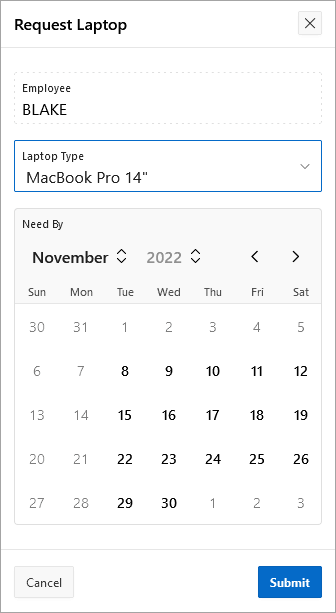 Request Laptop
Employee
BLAKE
Laptop Type
MacBook Pro 14"
Need By
November 2022
Sun Mon Tue Wed Thu Fri Sat
30 31 1 2 3 4 5
6 7 8 9 10 11 12
13 14 15 16 17 18 19
20 21 22 23 24 25 26
27 28 29 30 1 2 3
Cancel Submit